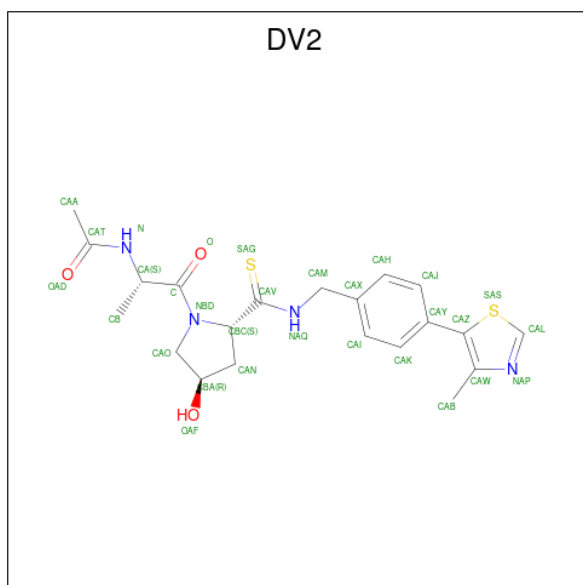 DV2
CAA
CAT
H
N
N
OAD
O
CA(S)
O
CB
C
O
SAG
S
CAM
CAV
NBD
N
CBC(S)
N
H
NAQ
CAO
CAN
CBA(R)
HO
OAF
CAH
CAJ
CAX
CAY
CAI
CAK
SAS
S
CAZ
CAL
N
NAP
CAW
CAB